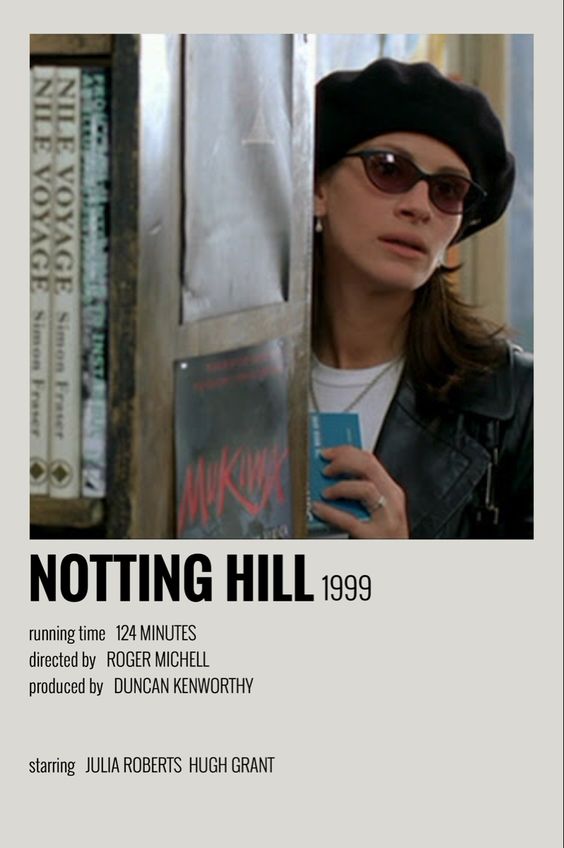 NILE VOYAGE Simon Fraser
NILE VOYAGE Simon Fraser
NOTTING HILL 1999
running time 124 MINUTES
directed by ROGER MICHELL
produced by DUNCAN KENWORTHY
starring JULIA ROBERTS HUGH GRANT